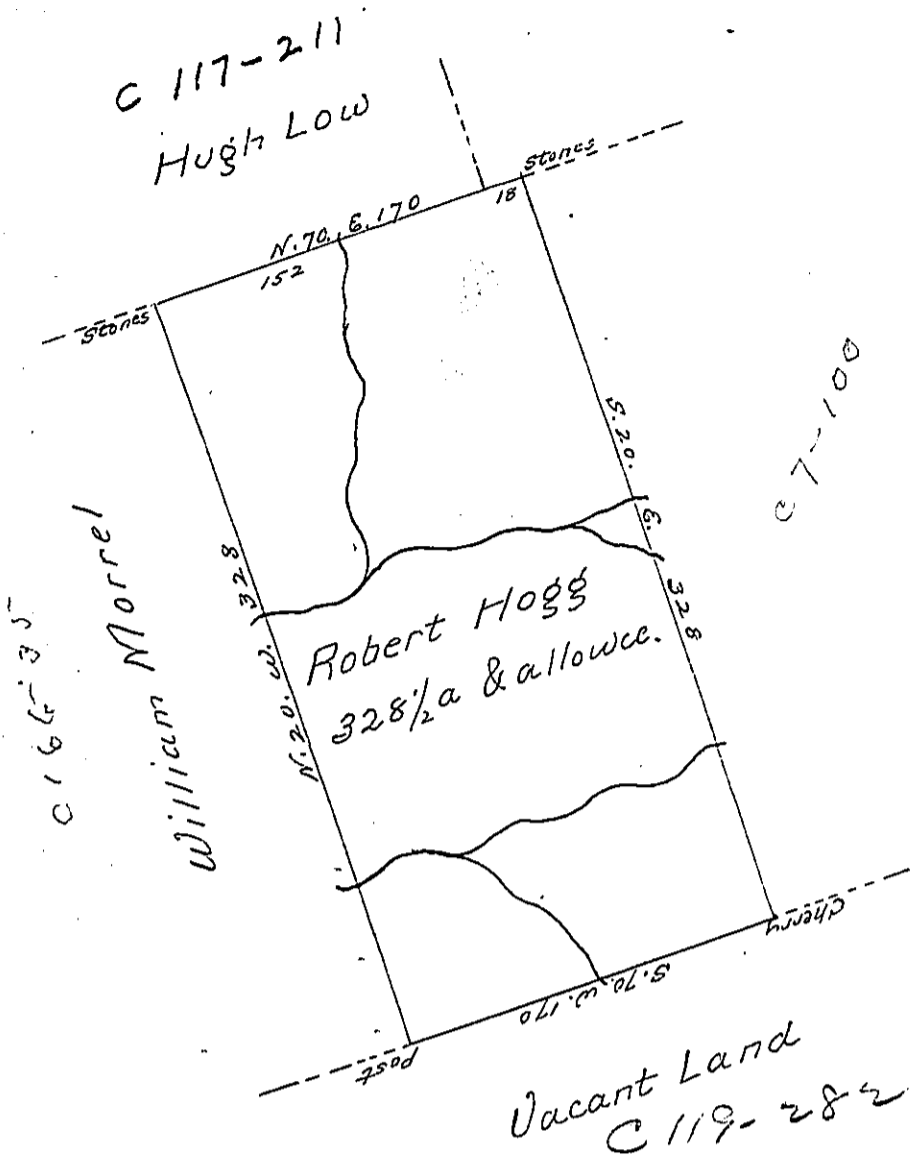 C 117-211
Hugh Low
Stones
18
N.70.E.170
152
Stones
S.20.E.328
C 7-100
William Morrel
N.20.W.328
Robert Hogg
328½a & allowce.
Cherry
S.70.W.170
Post
Vacant Land
C 119-282